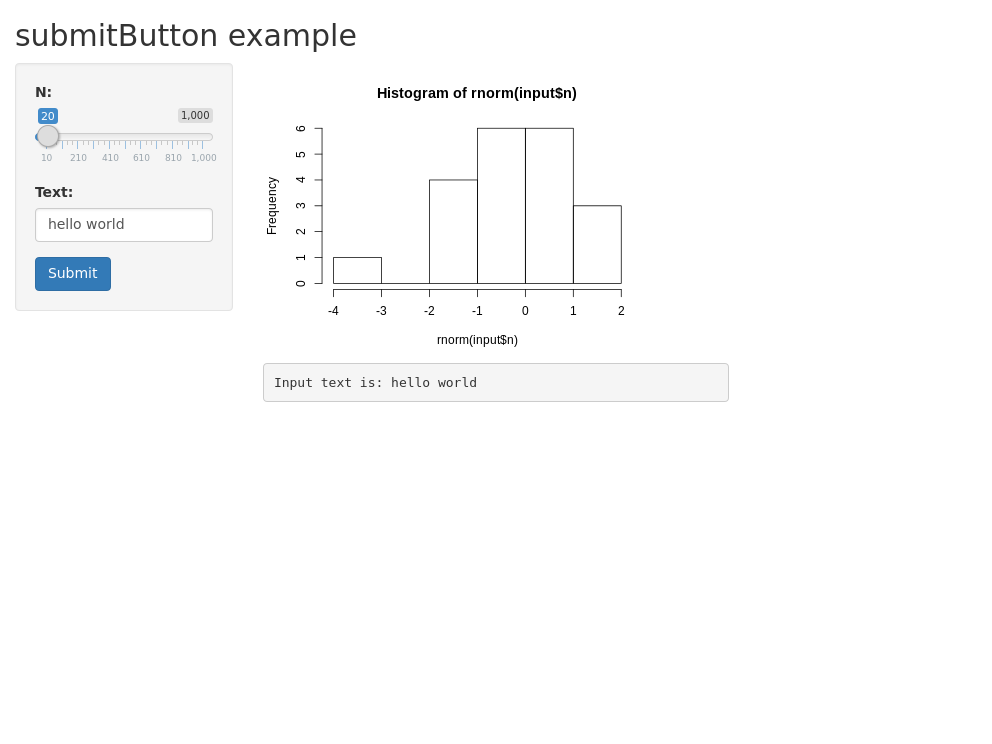 submitButton example
N:
20 1,000
10 210 410 610 810 1,000
Text:
hello world
Submit
Histogram of rnorm(input$n)
Frequency
0 1 2 3 4 5 6
-4 -3 -2 -1 0 1 2
rnorm(input$n)
Input text is: hello world